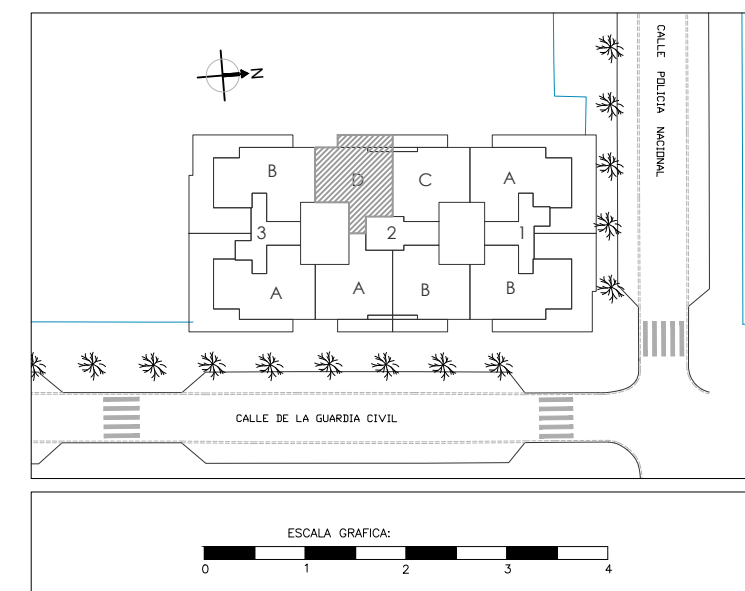 CALLE POLICIA NACIONAL
N
B
D
C
A
3
2
1
A
A
B
B
CALLE DE LA GUARDIA CIVIL
ESCALA GRAFICA:
0 1 2 3 4